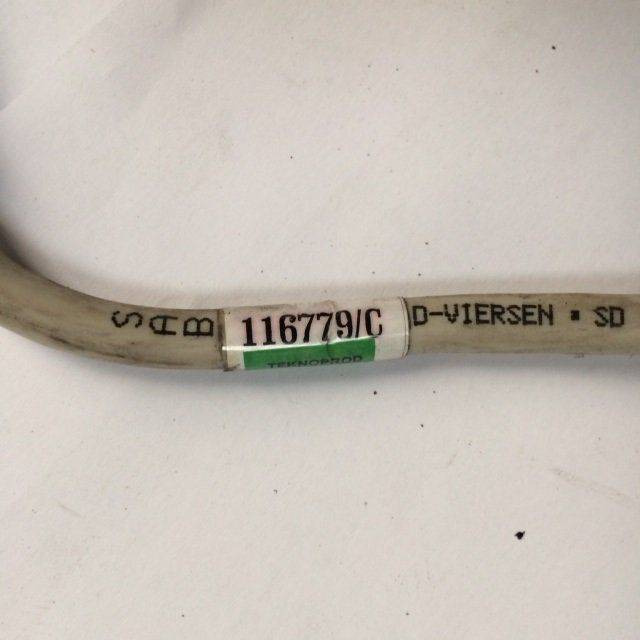 SAB
116779/C
TEKNOPROD
D-VIERSEN ▪ SD